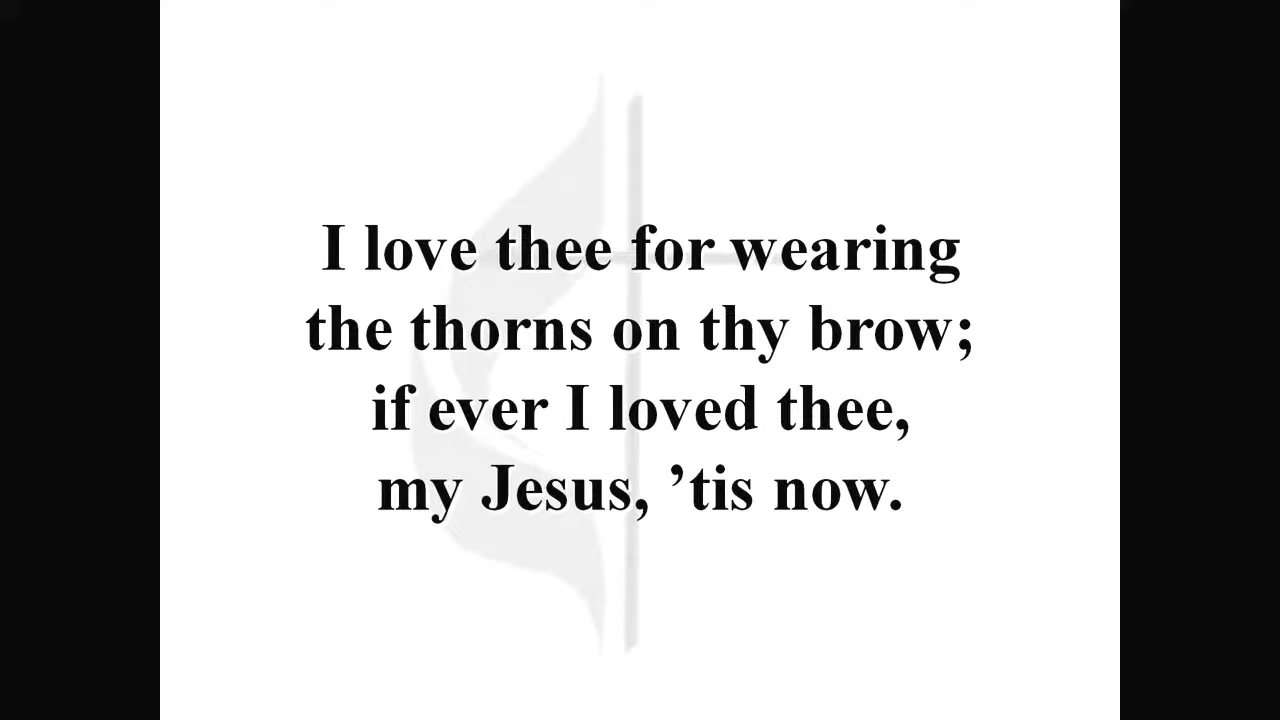 I love thee for wearing
the thorns on thy brow;
if ever I loved thee,
my Jesus, ’tis now.